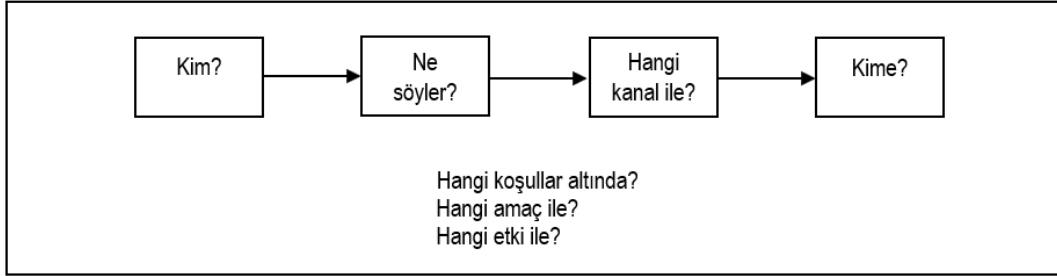 Kim?
Ne
söyler?
Hangi
kanal ile?
Kime?
Hangi koşullar altında?
Hangi amaç ile?
Hangi etki ile?